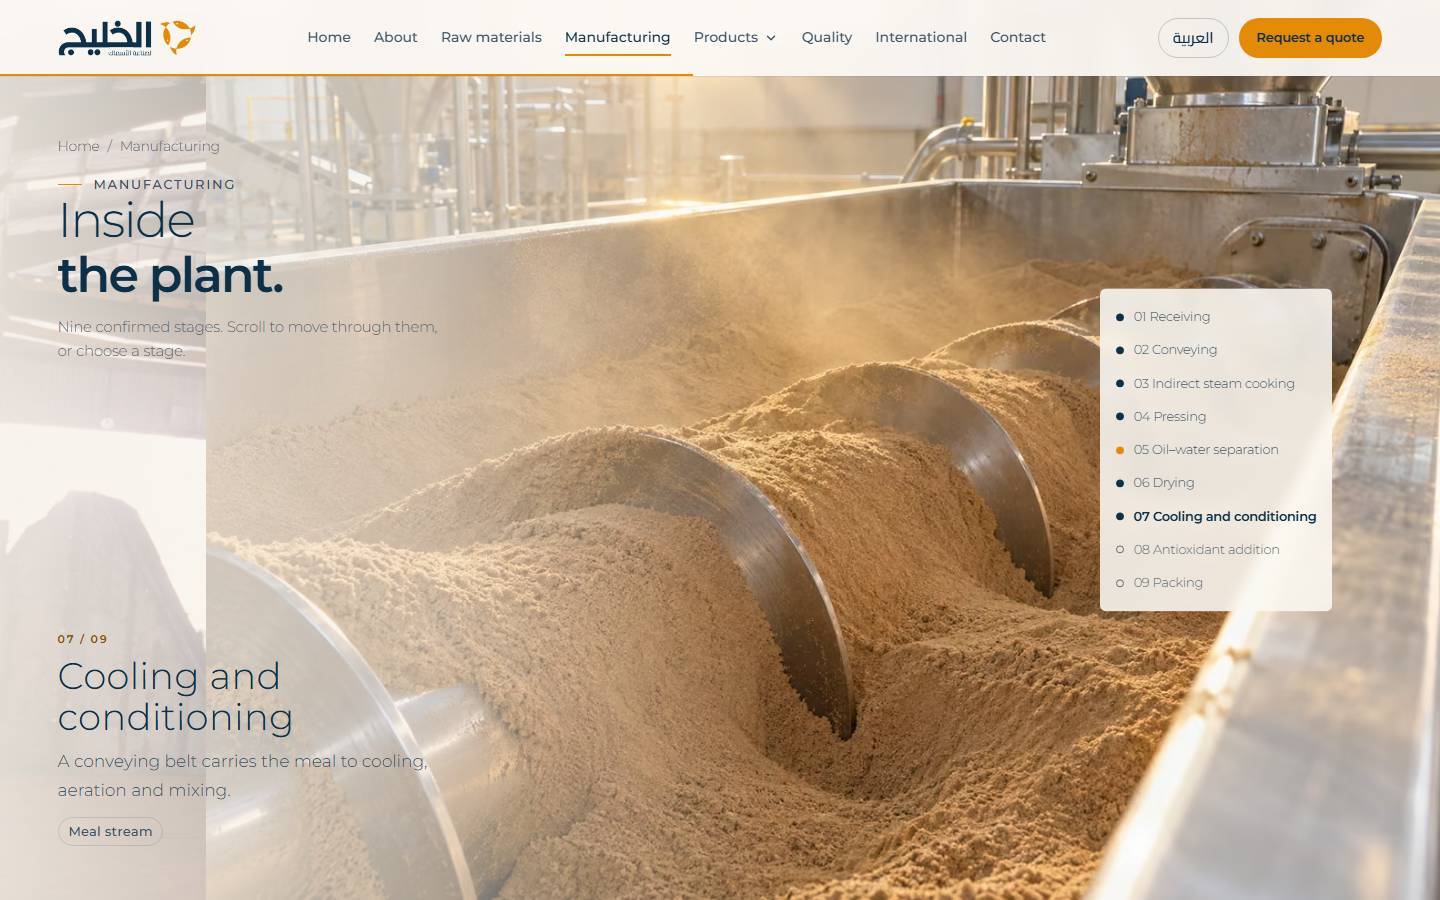 الخليج
لصناعة الأسماك
Home
About
Raw materials
Manufacturing
Products
Quality
International
Contact
العربية
Request a quote
Home / Manufacturing
MANUFACTURING
Inside
the plant.
Nine confirmed stages. Scroll to move through them,
or choose a stage.
01 Receiving
02 Conveying
03 Indirect steam cooking
04 Pressing
05 Oil–water separation
06 Drying
07 Cooling and conditioning
08 Antioxidant addition
09 Packing
07 / 09
Cooling and
conditioning
A conveying belt carries the meal to cooling,
aeration and mixing.
Meal stream